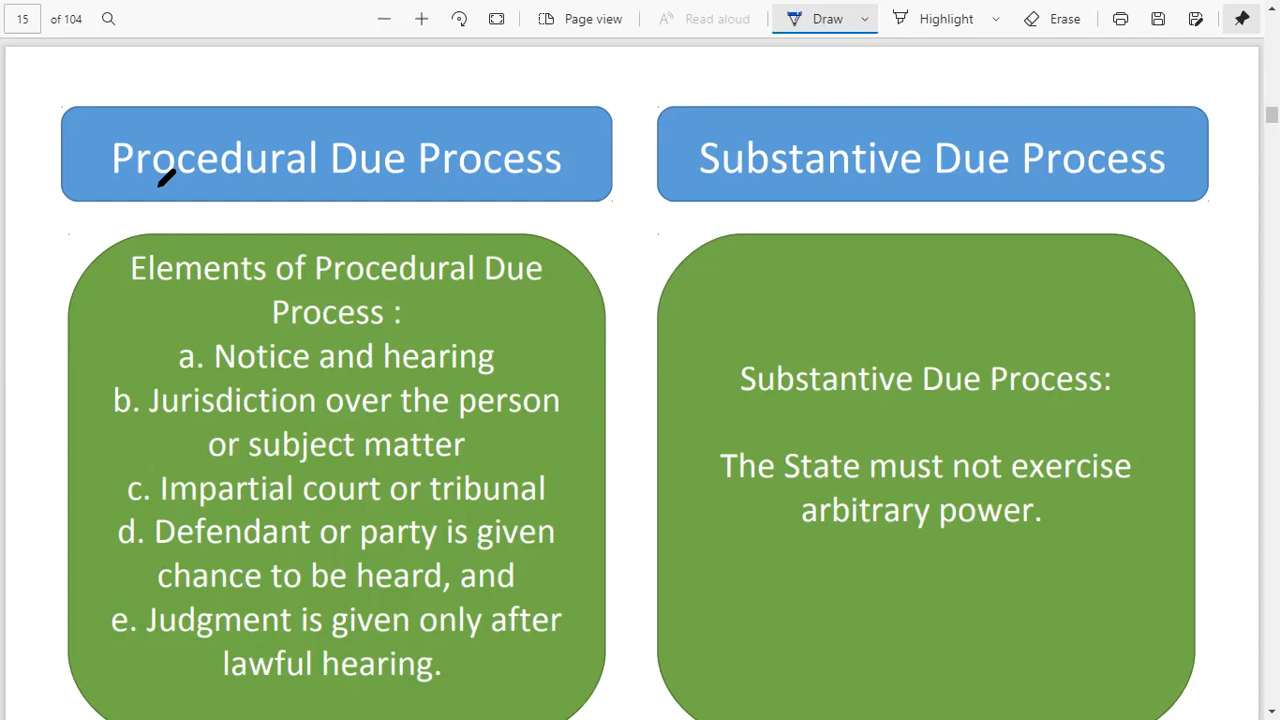 15 of 104 Page view Read aloud Draw Highlight Erase
Procedural Due Process
Elements of Procedural Due
Process :
a. Notice and hearing
b. Jurisdiction over the person
or subject matter
c. Impartial court or tribunal
d. Defendant or party is given
chance to be heard, and
e. Judgment is given only after
lawful hearing.
Substantive Due Process
Substantive Due Process:
The State must not exercise
arbitrary power.